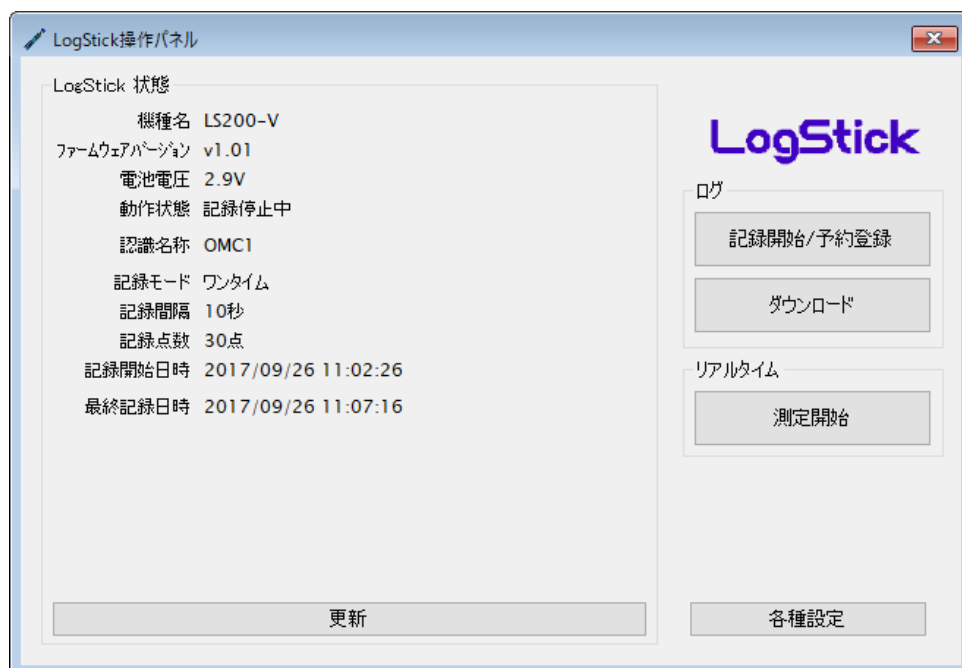 LogStick操作パネル
LogStick 状態
機種名 LS200-V
ファームウェアバージョン v1.01
電池電圧 2.9V
動作状態 記録停止中
認識名称 OMC1
記録モード ワンタイム
記録間隔 10秒
記録点数 30点
記録開始日時 2017/09/26 11:02:26
最終記録日時 2017/09/26 11:07:16
更新
LogStick
ログ
記録開始/予約登録
ダウンロード
リアルタイム
測定開始
各種設定